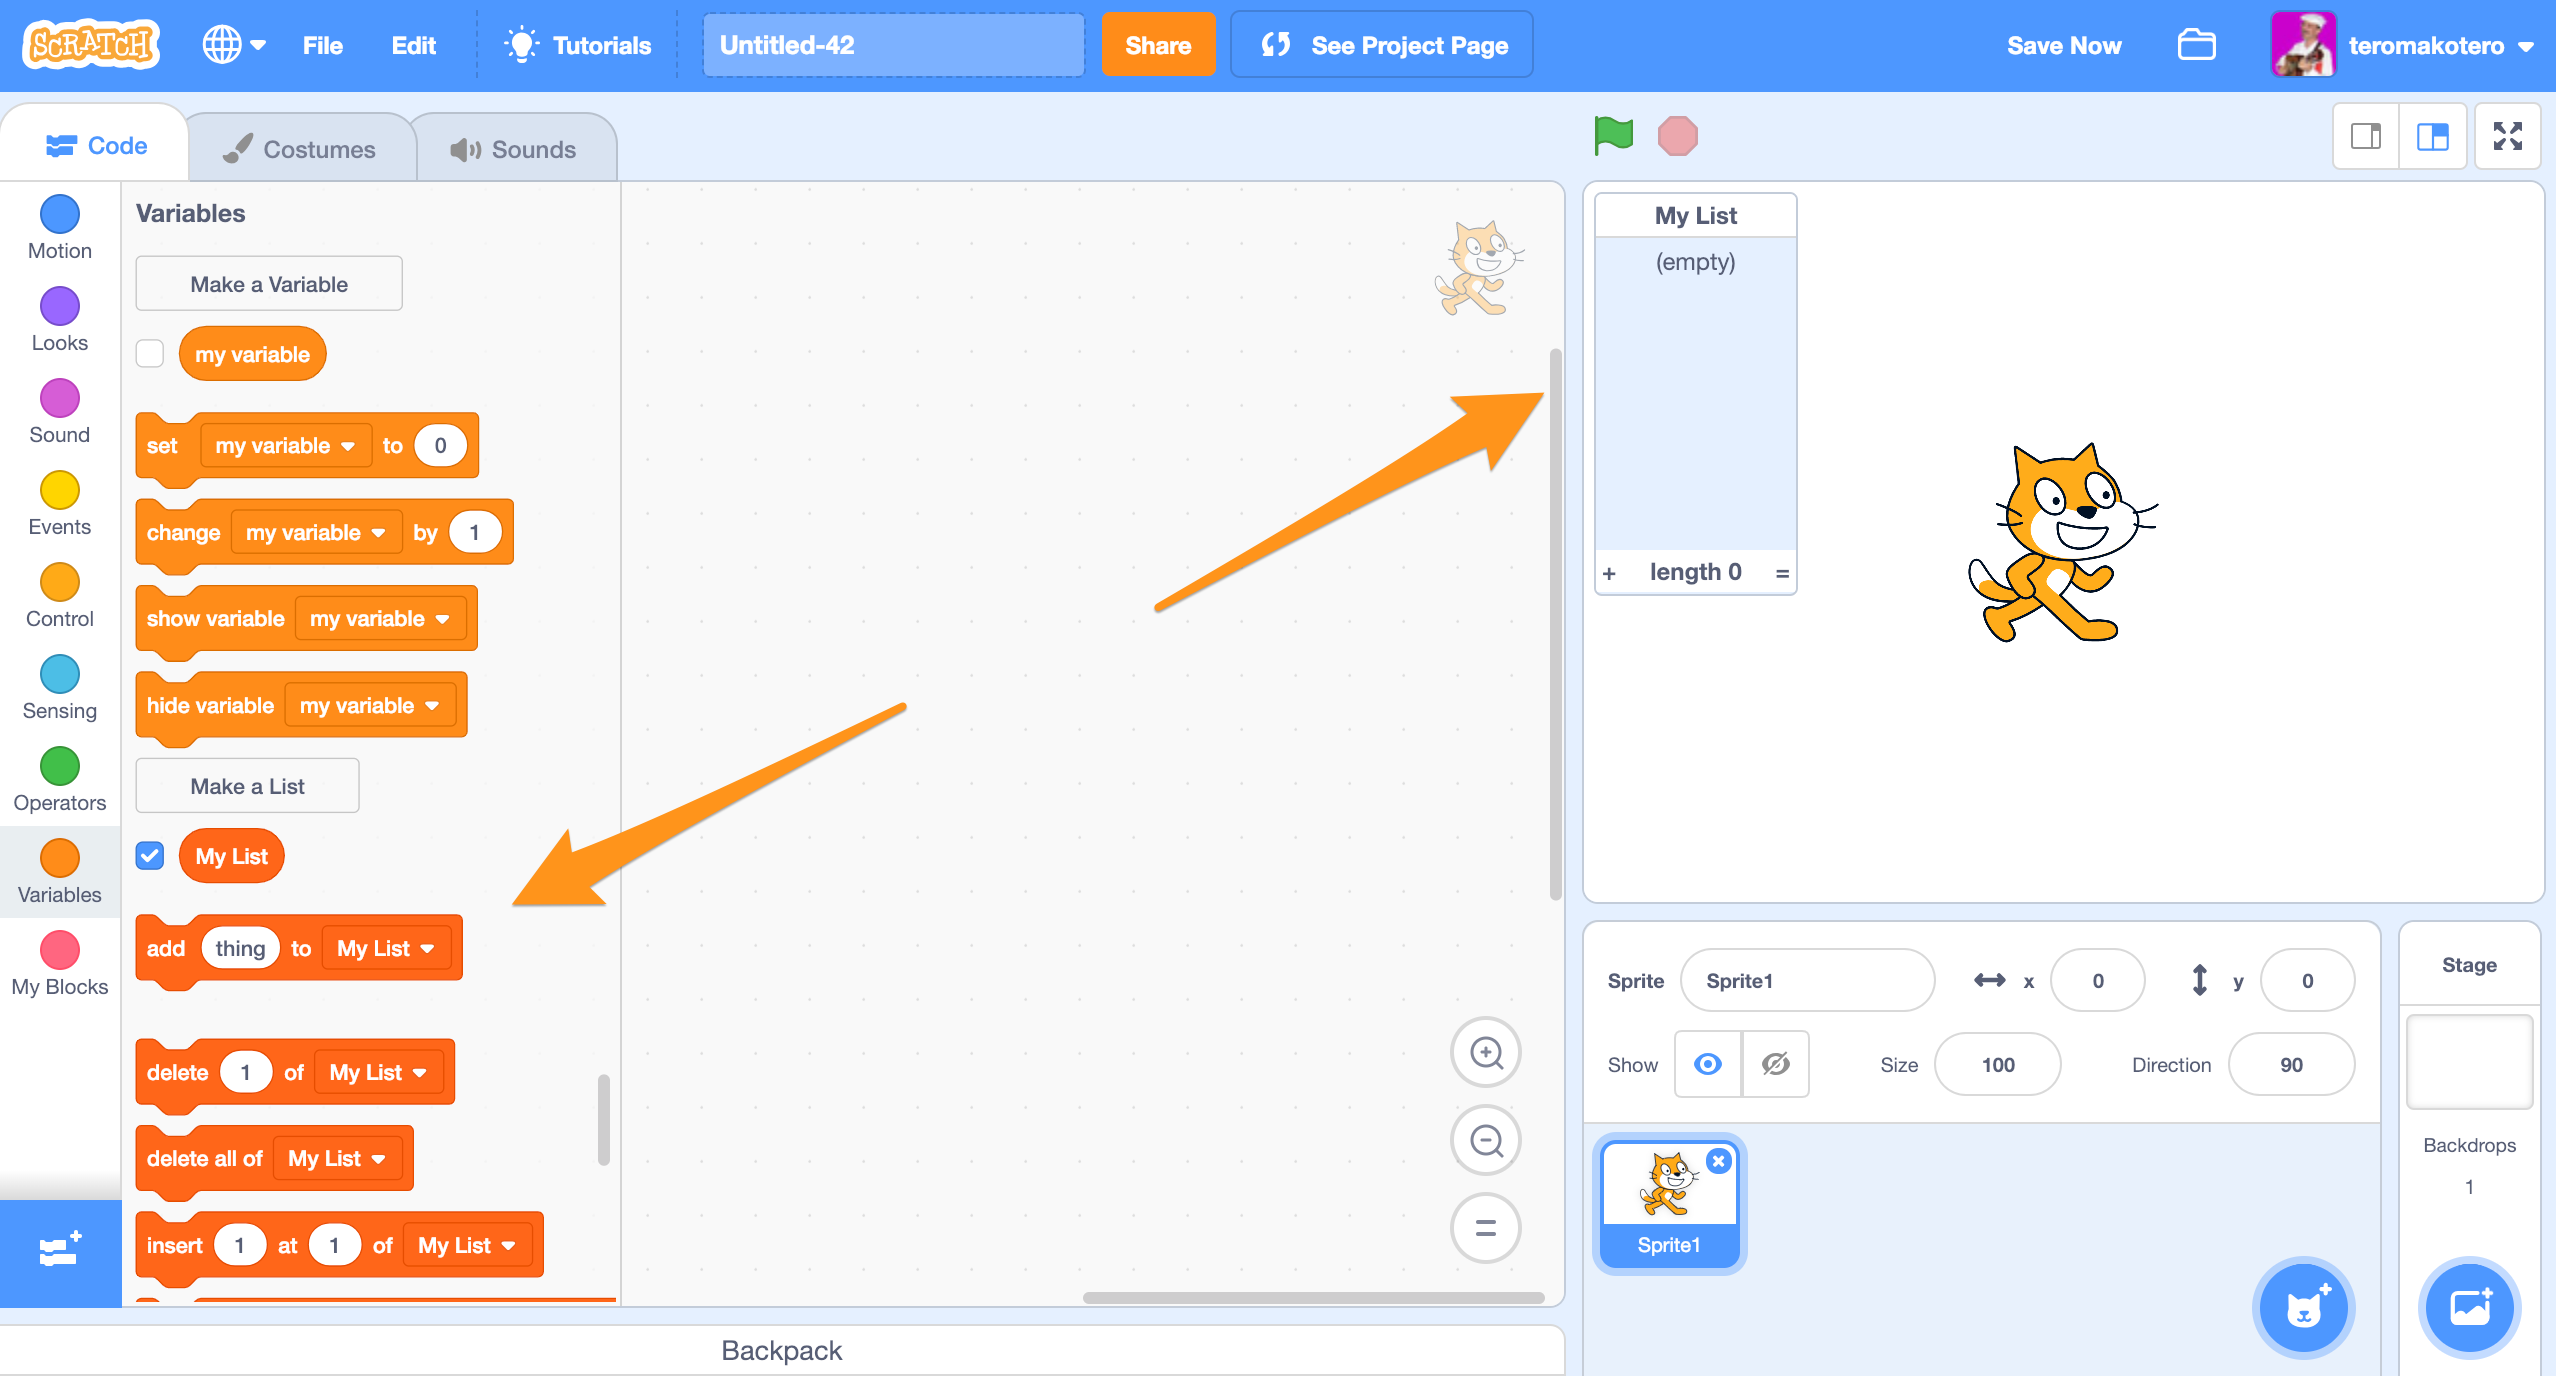 SCRATCH File Edit Tutorials Untitled-42 Share See Project Page Save Now teromakotero
Code Costumes Sounds
Motion
Looks
Sound
Events
Control
Sensing
Operators
Variables
My Blocks
Variables
Make a Variable
my variable
set my variable to 0
change my variable by 1
show variable my variable
hide variable my variable
Make a List
My List
add thing to My List
delete 1 of My List
delete all of My List
insert 1 at 1 of My List
Backpack
My List
(empty)
+ length 0 =
Sprite Sprite1 x 0 y 0
Show Size 100 Direction 90
Sprite1
Stage
Backdrops
1